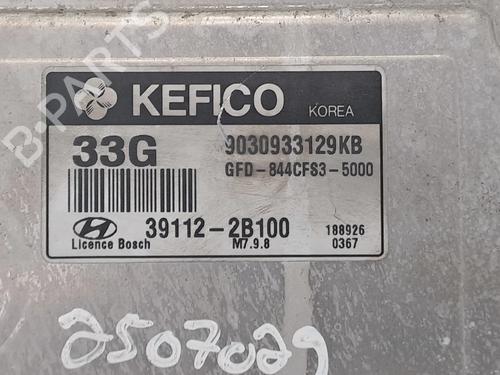 KEFICO KOREA
33G 9030933129KB
GFD-844CFS3-5000
39112-2B100 188926
Licence Bosch M7.9.8 0367
2507029
B-PARTS